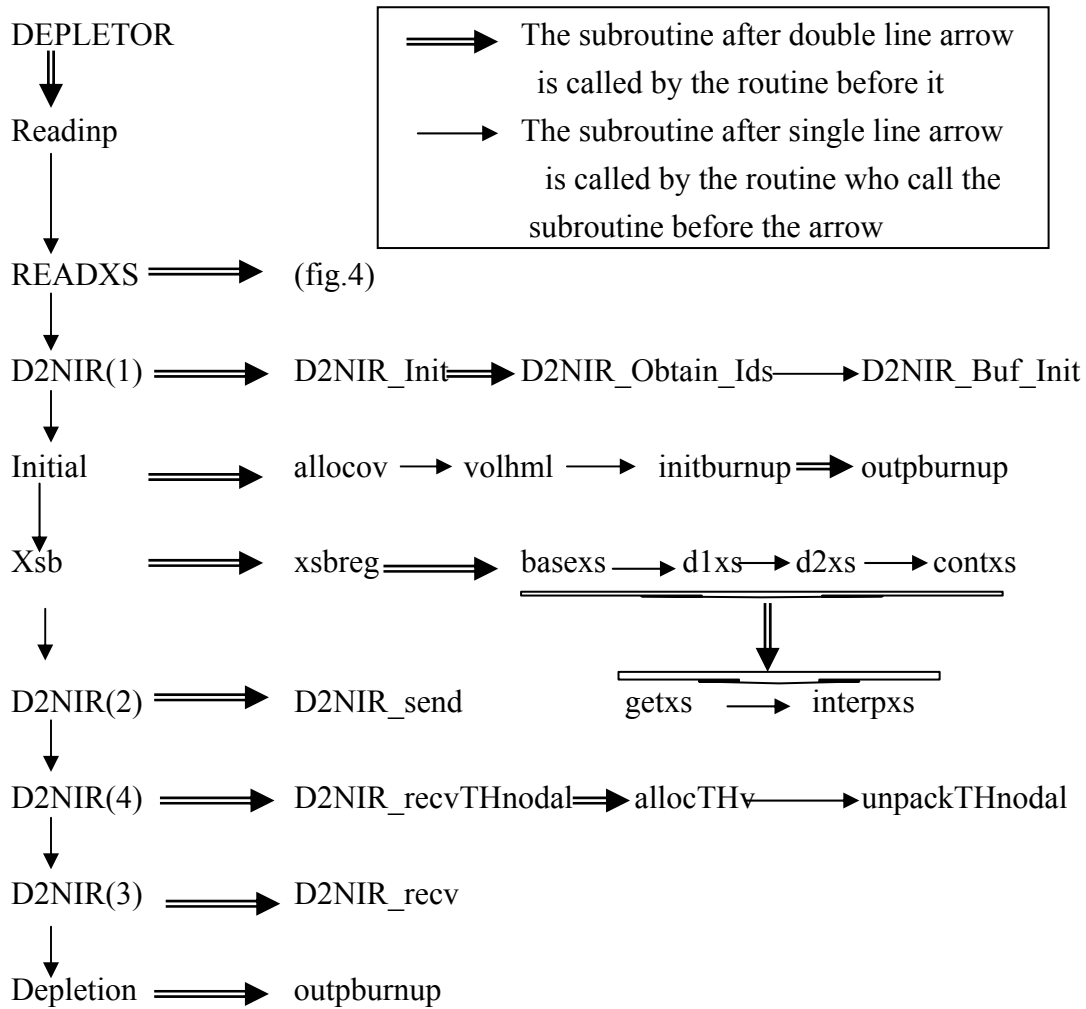 DEPLETOR
The subroutine after double line arrow
is called by the routine before it
The subroutine after single line arrow
is called by the routine who call the
subroutine before the arrow
Readinp
READXS (fig.4)
D2NIR(1) D2NIR_Init D2NIR_Obtain_Ids D2NIR_Buf_Init
Initial allocov volhml initburnup outpburnup
Xsb xsbreg basexs d1xs d2xs contxs
D2NIR(2) D2NIR_send getxs interpxs
D2NIR(4) D2NIR_recvTHnodal allocTHv unpackTHnodal
D2NIR(3) D2NIR_recv
Depletion outpburnup